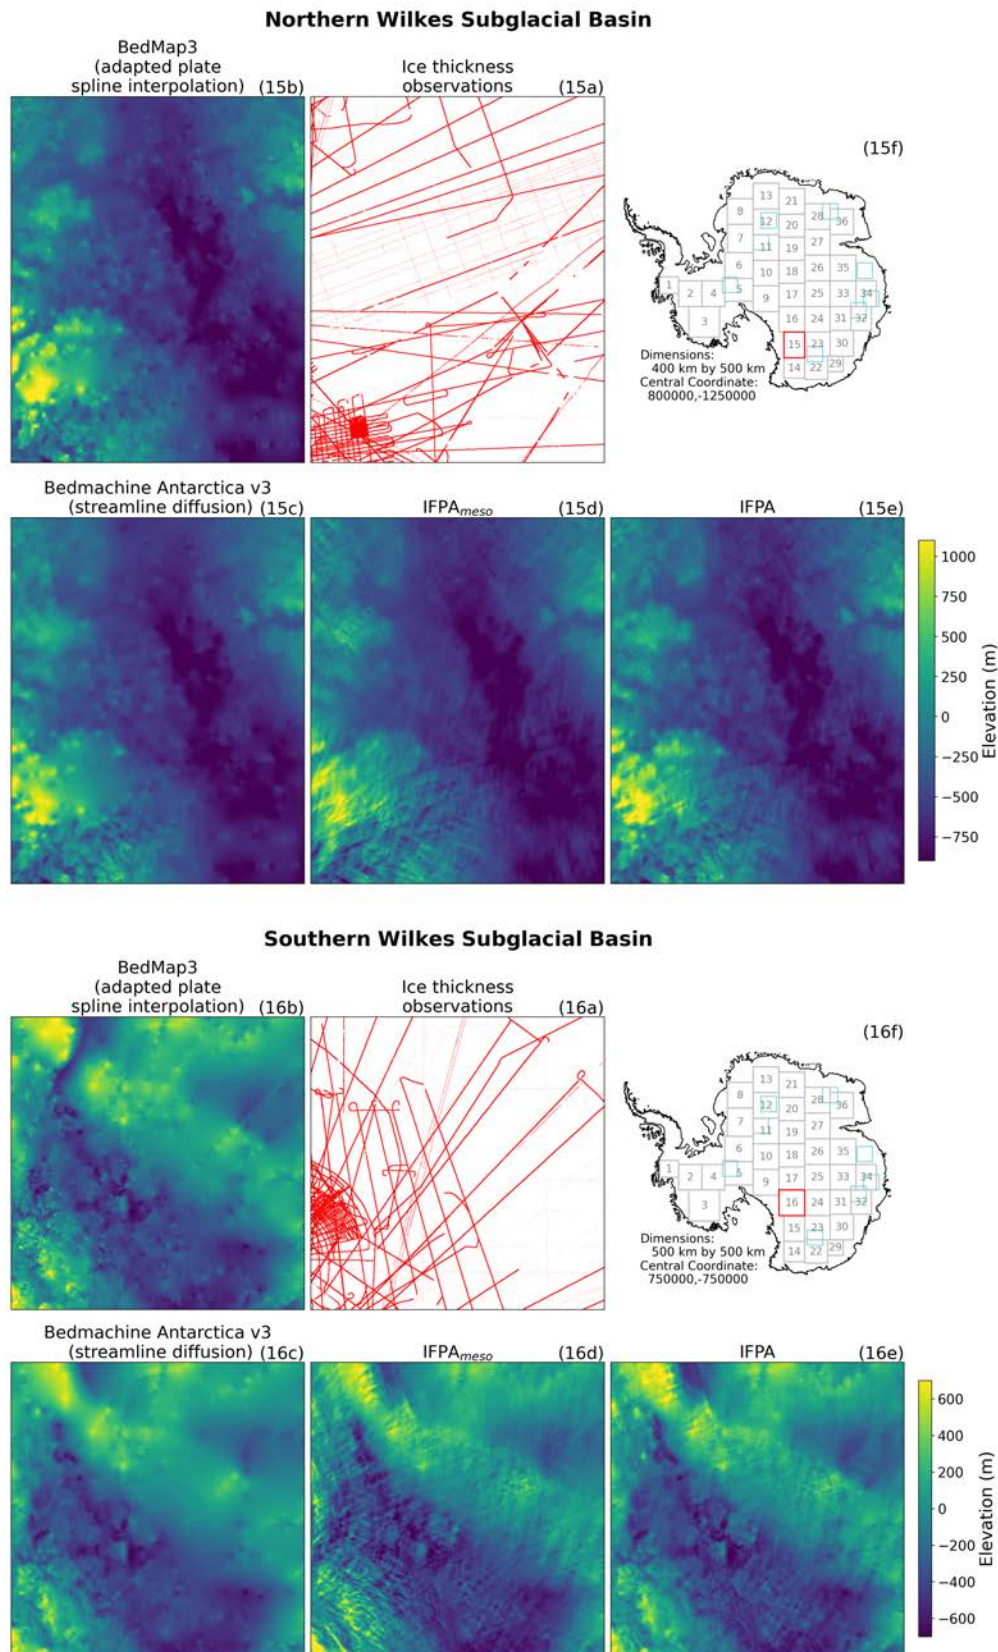 Northern Wilkes Subglacial Basin
BedMap3
(adapted plate
spline interpolation) (15b)
Ice thickness
observations (15a)
(15f)
13 21
8 12 20 28 36
7 11 19 27
6 10 18 26 35
1 2 4 5 9 17 25 33 34
3 16 24 31 32
15 23 30
14 22 29
Dimensions:
400 km by 500 km
Central Coordinate:
800000,-1250000
Bedmachine Antarctica v3
(streamline diffusion) (15c)
IFPAmeso (15d)
IFPA (15e)
1000
750
500
250
0
−250
−500
−750
Elevation (m)
Southern Wilkes Subglacial Basin
BedMap3
(adapted plate
spline interpolation) (16b)
Ice thickness
observations (16a)
(16f)
13 21
8 12 20 28 36
7 11 19 27
6 10 18 26 35
1 2 4 5 9 17 25 33 34
3 16 24 31 32
15 23 30
14 22 29
Dimensions:
500 km by 500 km
Central Coordinate:
750000,-750000
Bedmachine Antarctica v3
(streamline diffusion) (16c)
IFPAmeso (16d)
IFPA (16e)
600
400
200
0
−200
−400
−600
Elevation (m)